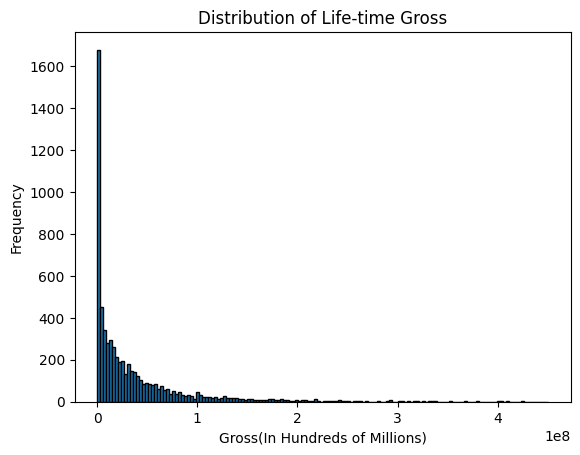 Distribution of Life-time Gross
1600
1400
1200
1000
800
600
400
200
0
Frequency
0 1 2 3 4
1e8
Gross(In Hundreds of Millions)